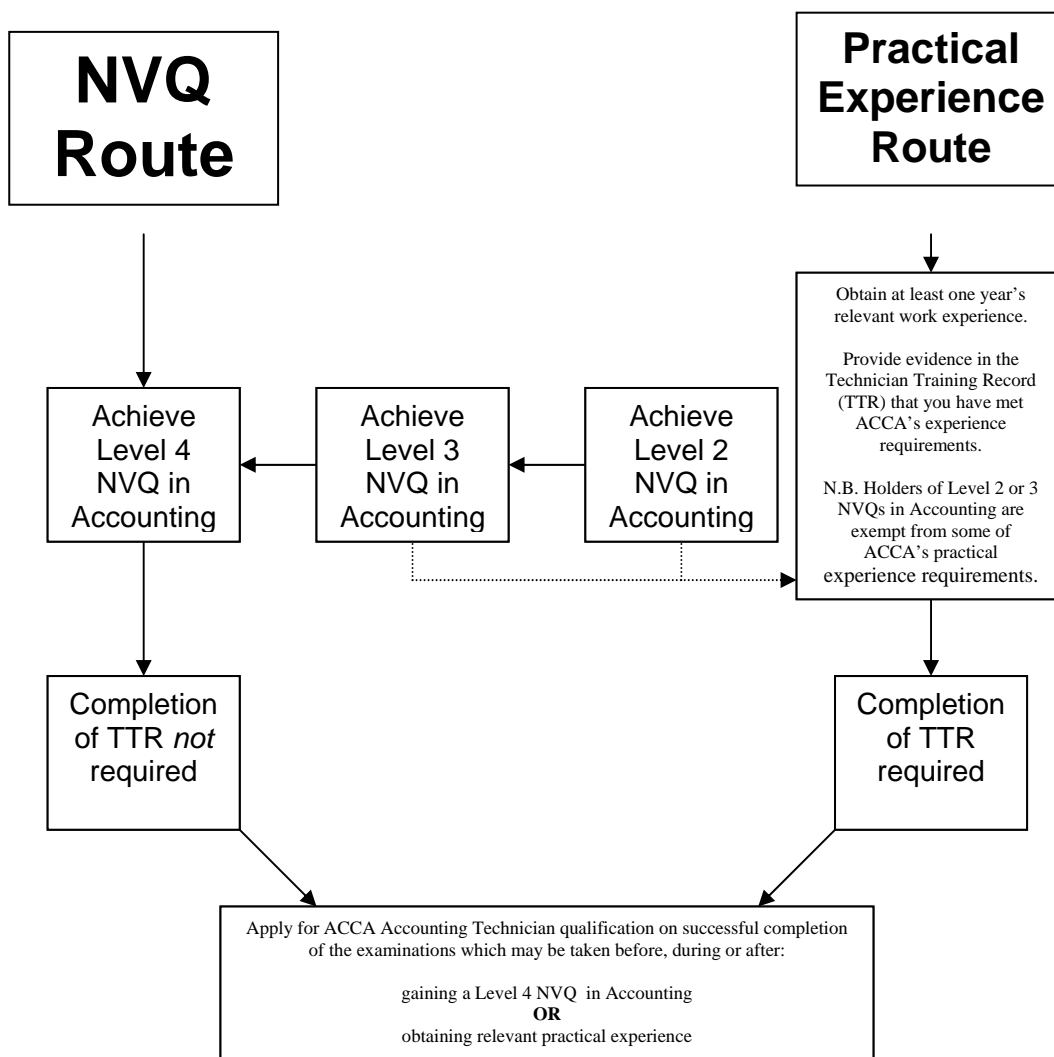 NVQ
Route
Practical
Experience
Route
Obtain at least one year’s
relevant work experience.
Provide evidence in the
Technician Training Record
(TTR) that you have met
ACCA’s experience
requirements.
N.B. Holders of Level 2 or 3
NVQs in Accounting are
exempt from some of
ACCA’s practical
experience requirements.
Achieve
Level 4
NVQ in
Accounting
Achieve
Level 3
NVQ in
Accounting
Achieve
Level 2
NVQ in
Accounting
Completion
of TTR not
required
Completion
of TTR
required
Apply for ACCA Accounting Technician qualification on successful completion
of the examinations which may be taken before, during or after:
gaining a Level 4 NVQ in Accounting
OR
obtaining relevant practical experience